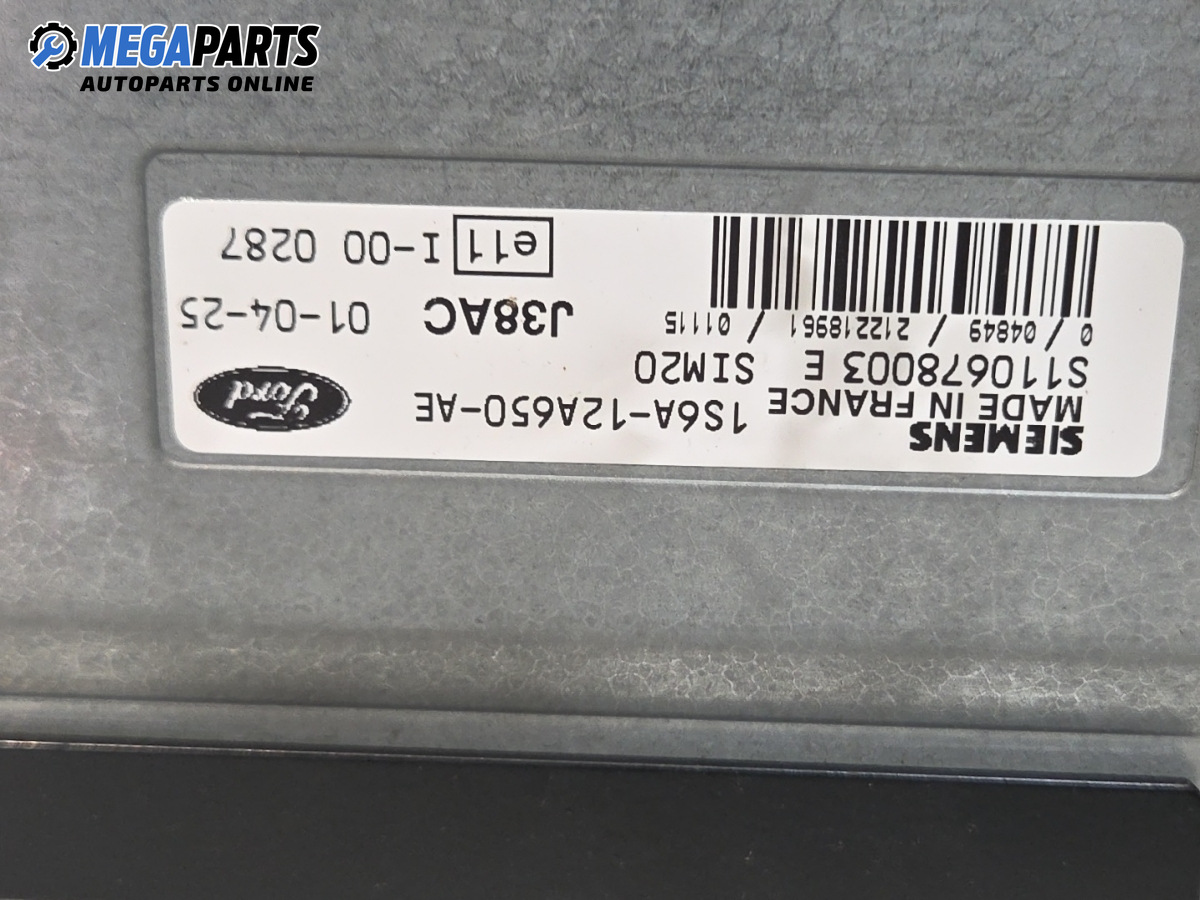 MEGAPARTS
AUTOPARTS ONLINE
SIEMENS
MADE IN FRANCE
1S6A-12A650-AE
Ford
S110678003 E SIM20
0 / 04849 / 212218961 / 01115
J38AC 01-04-25
e11 I-00 0287